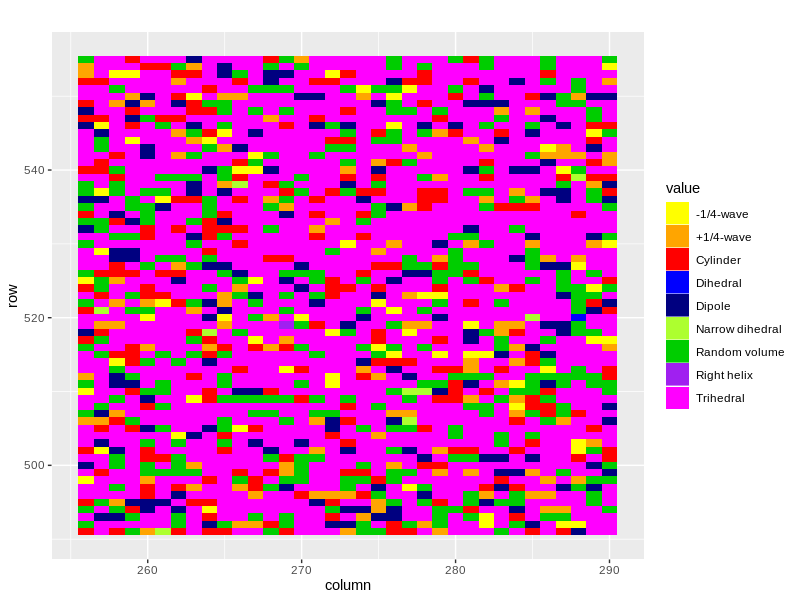 row
540
520
500
260
270
280
290
column
value
-1/4-wave
+1/4-wave
Cylinder
Dihedral
Dipole
Narrow dihedral
Random volume
Right helix
Trihedral